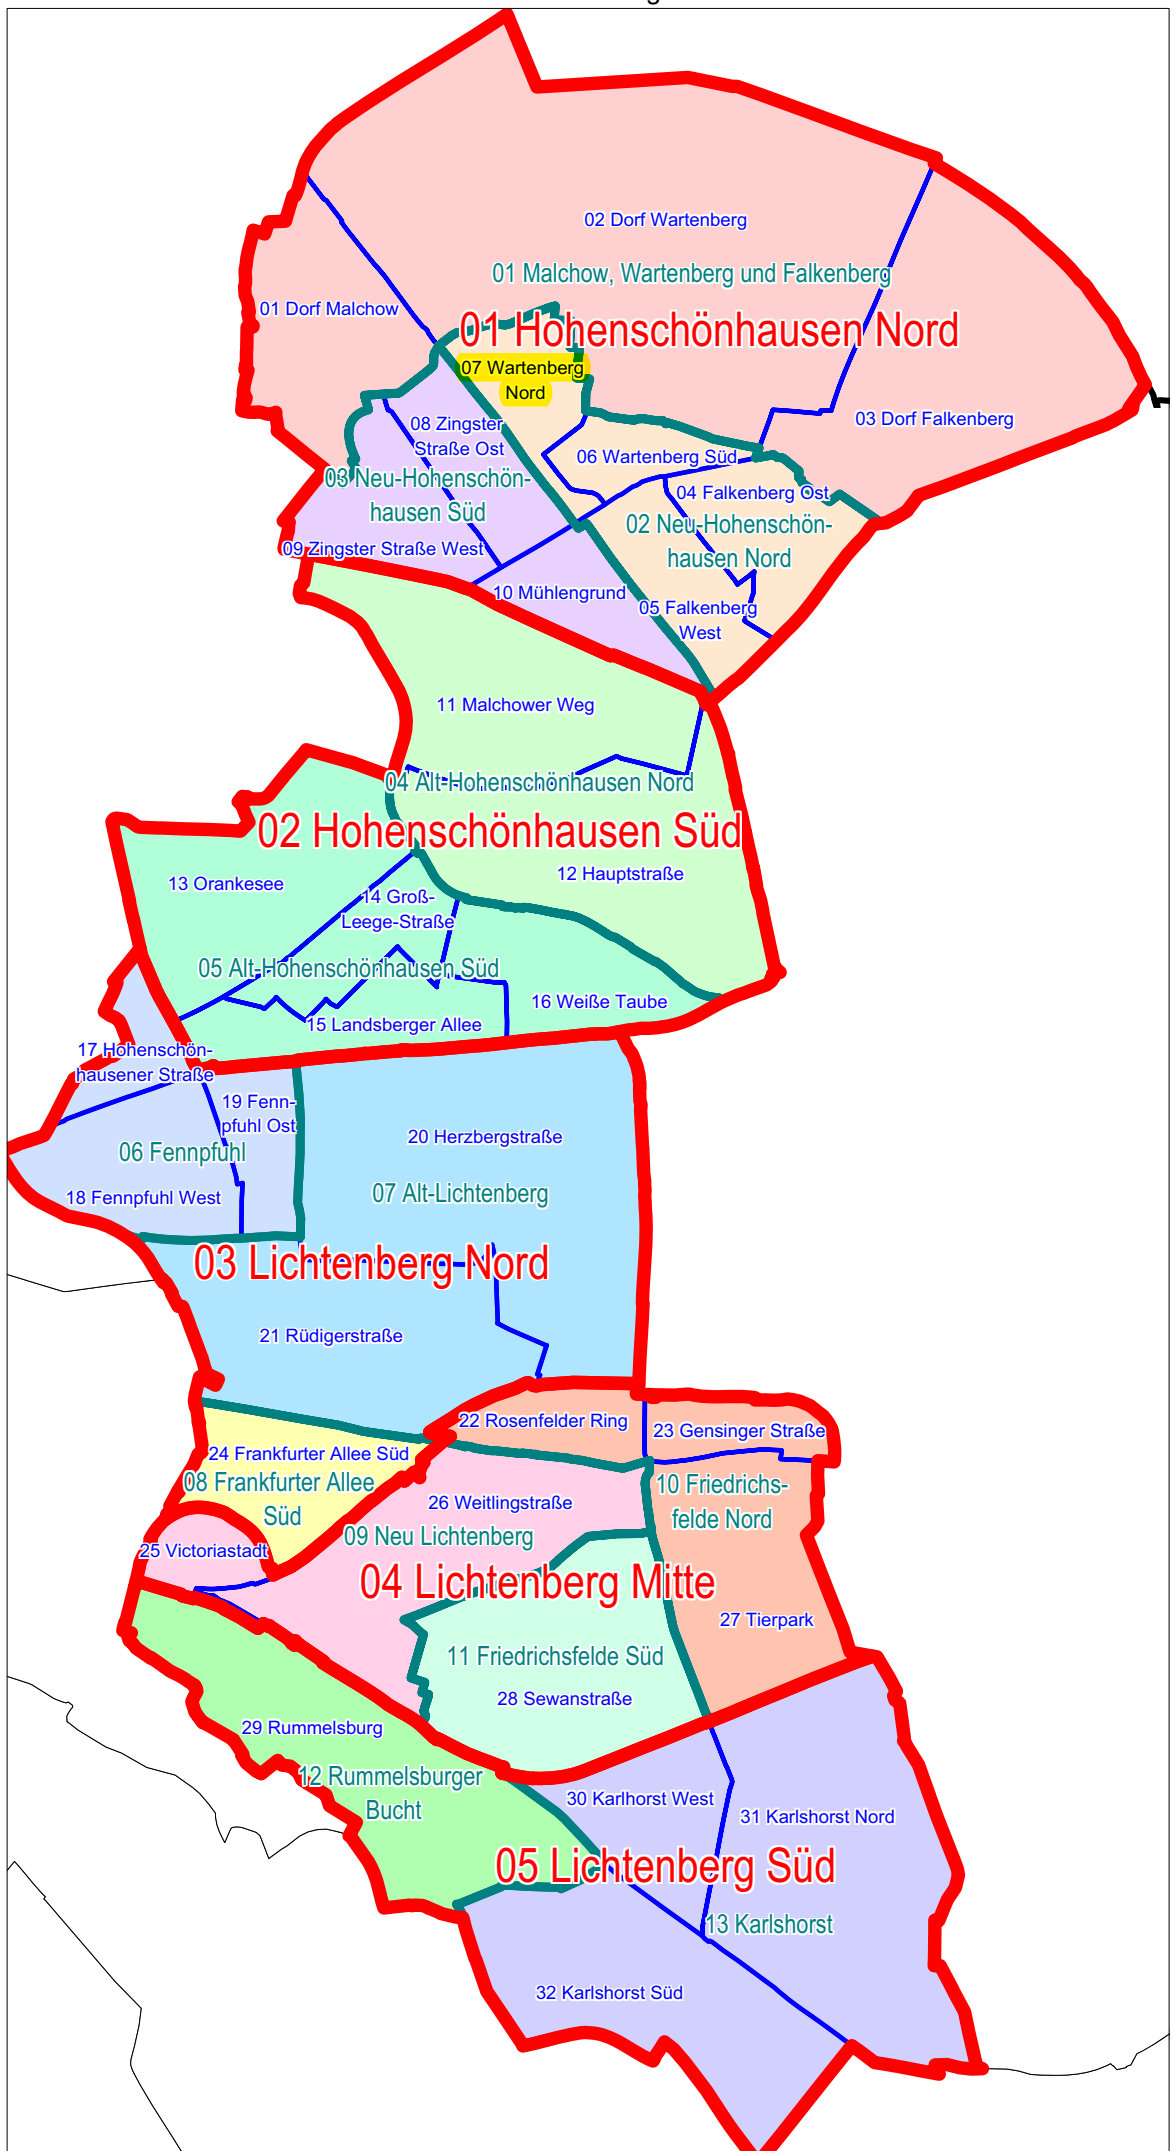 02 Dorf Wartenberg
01 Malchow, Wartenberg und Falkenberg
01 Dorf Malchow
01 Hohenschönhausen Nord
07 Wartenberg
Nord
03 Dorf Falkenberg
08 Zingster
Straße Ost
06 Wartenberg Süd
03 Neu-Hohenschön-
hausen Süd
04 Falkenberg Ost
02 Neu-Hohenschön-
hausen Nord
09 Zingster Straße West
10 Mühlengrund
05 Falkenberg
West
11 Malchower Weg
04 Alt-Hohenschönhausen Nord
02 Hohenschönhausen Süd
12 Hauptstraße
13 Orankesee
14 Groß-
Leege-Straße
05 Alt-Hohenschönhausen Süd
16 Weiße Taube
15 Landsberger Allee
17 Hohenschön-
hausener Straße
19 Fenn-
pfuhl Ost
20 Herzbergstraße
06 Fennpfuhl
18 Fennpfuhl West
07 Alt-Lichtenberg
03 Lichtenberg Nord
21 Rüdigerstraße
22 Rosenfelder Ring
23 Gensinger Straße
24 Frankfurter Allee Süd
08 Frankfurter Allee
Süd
10 Friedrichs-
felde Nord
26 Weitlingstraße
09 Neu Lichtenberg
25 Victoriastadt
04 Lichtenberg Mitte
27 Tierpark
11 Friedrichsfelde Süd
28 Sewanstraße
29 Rummelsburg
12 Rummelsburger
Bucht
30 Karlhorst West
31 Karlshorst Nord
05 Lichtenberg Süd
13 Karlshorst
32 Karlshorst Süd